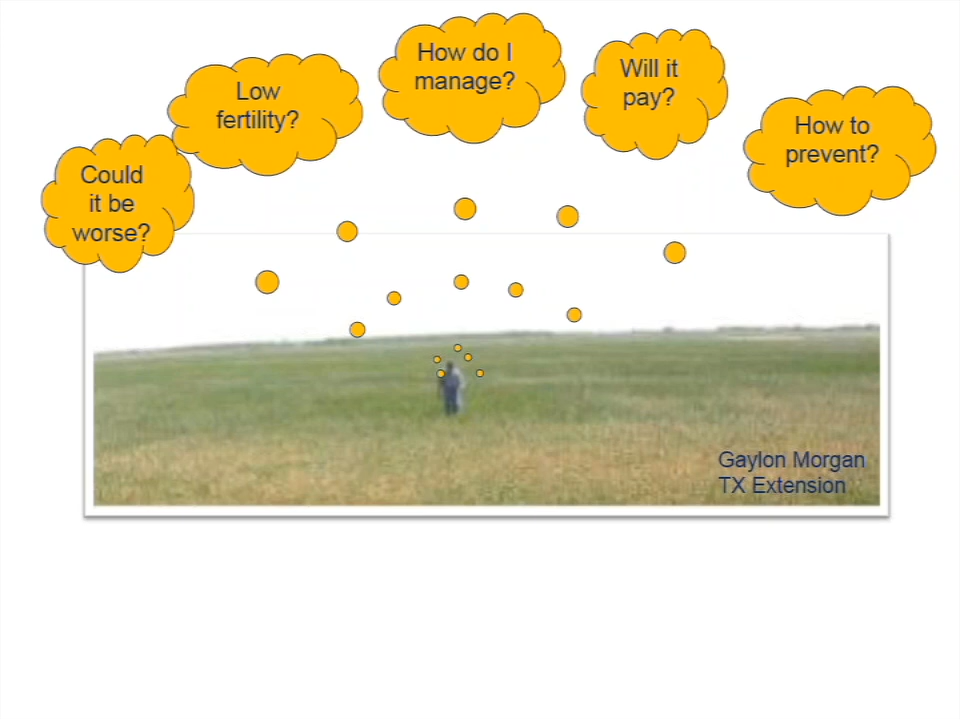 Could
it be
worse?
Low
fertility?
How do I
manage?
Will it
pay?
How to
prevent?
Gaylon Morgan
TX Extension